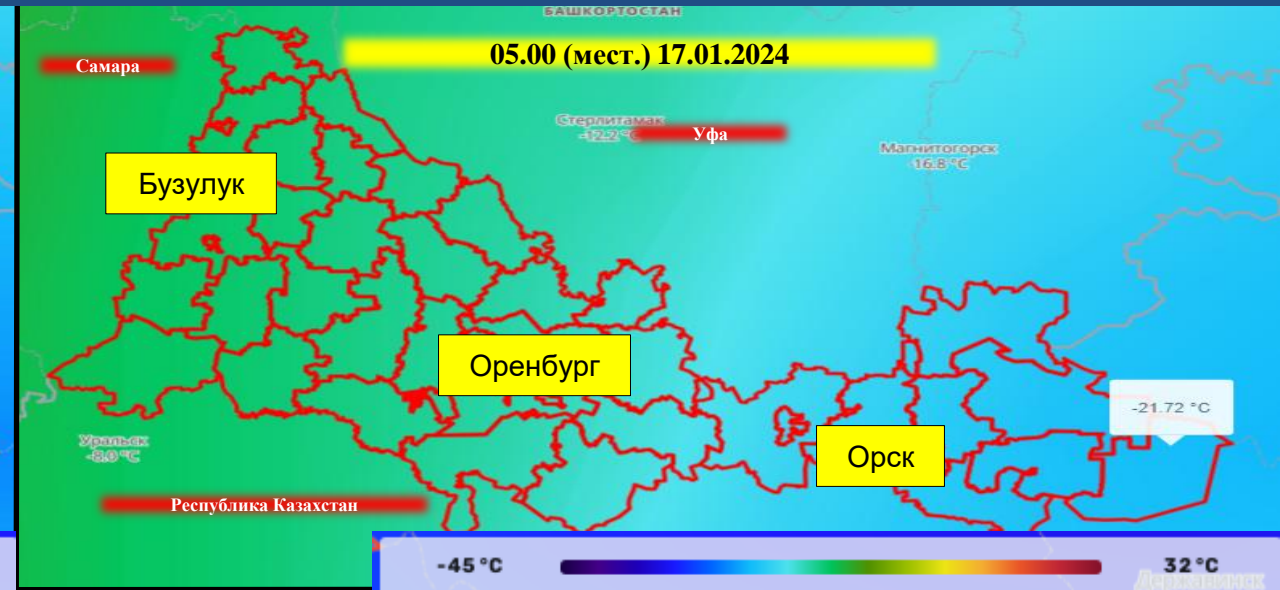 БАШКОРТОСТАН
05.00 (мест.) 17.01.2024
Самара
Стерлитамак
-12.2 °C
Уфа
Магнитогорск
-16.8 °C
Бузулук
Оренбург
-21.72 °C
Уральск
-8.0 °C
Орск
Республика Казахстан
-45 °C
32 °C
Державинск